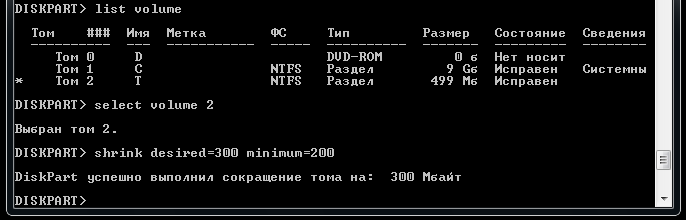 DISKPART> list volume
Том ### Имя Метка ФС Тип Размер Состояние Сведения
---------- --- ----------- ----- ---------- ------- --------- --------
Том 0 D DVD-ROM 0 б Нет носит
Том 1 C NTFS Раздел 9 Gб Исправен Системны
* Том 2 T NTFS Раздел 499 Mб Исправен
DISKPART> select volume 2
Выбран том 2.
DISKPART> shrink desired=300 minimum=200
DiskPart успешно выполнил сокращение тома на: 300 Mбайт
DISKPART>